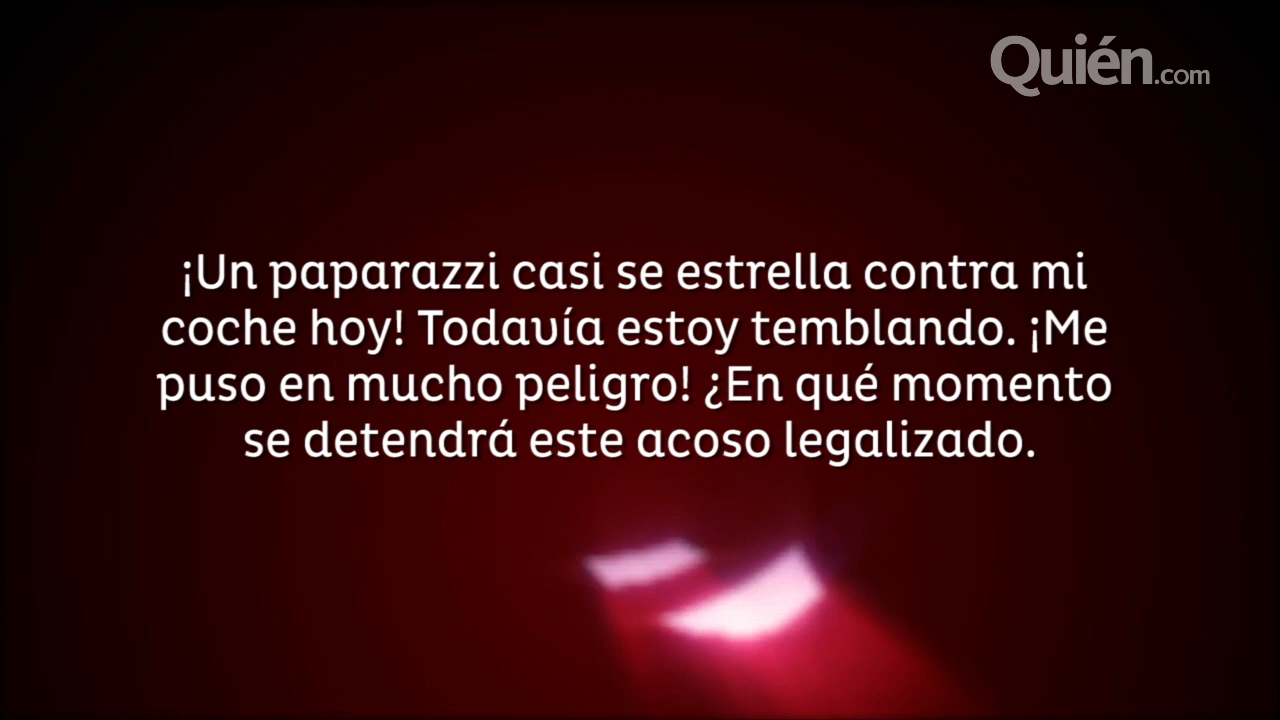 Quién.com
¡Un paparazzi casi se estrella contra mi
coche hoy! Todavía estoy temblando. ¡Me
puso en mucho peligro! ¿En qué momento
se detendrá este acoso legalizado.